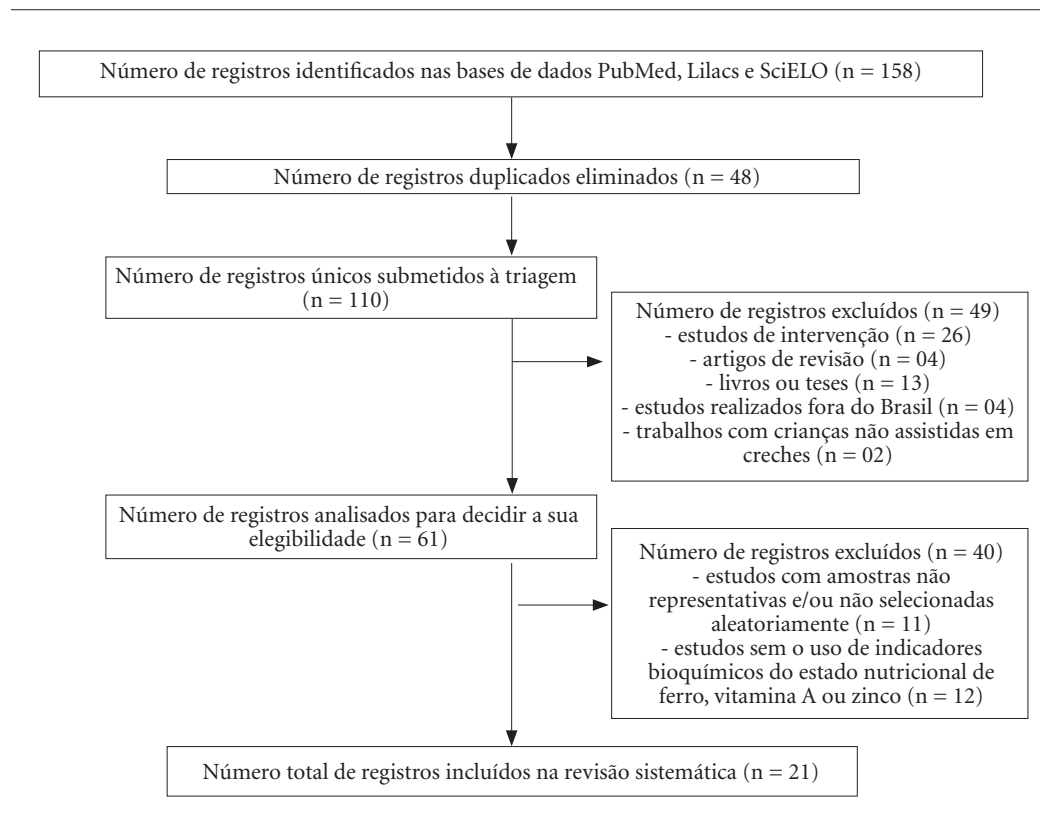 Número de registros identificados nas bases de dados PubMed, Lilacs e SciELO (n = 158)
Número de registros duplicados eliminados (n = 48)
Número de registros únicos submetidos à triagem
(n = 110)
Número de registros excluídos (n = 49)
- estudos de intervenção (n = 26)
- artigos de revisão (n = 04)
- livros ou teses (n = 13)
- estudos realizados fora do Brasil (n = 04)
- trabalhos com crianças não assistidas em
creches (n = 02)
Número de registros analisados para decidir a sua
elegibilidade (n = 61)
Número de registros excluídos (n = 40)
- estudos com amostras não
representativas e/ou não selecionadas
aleatoriamente (n = 11)
- estudos sem o uso de indicadores
bioquímicos do estado nutricional de
ferro, vitamina A ou zinco (n = 12)
Número total de registros incluídos na revisão sistemática (n = 21)